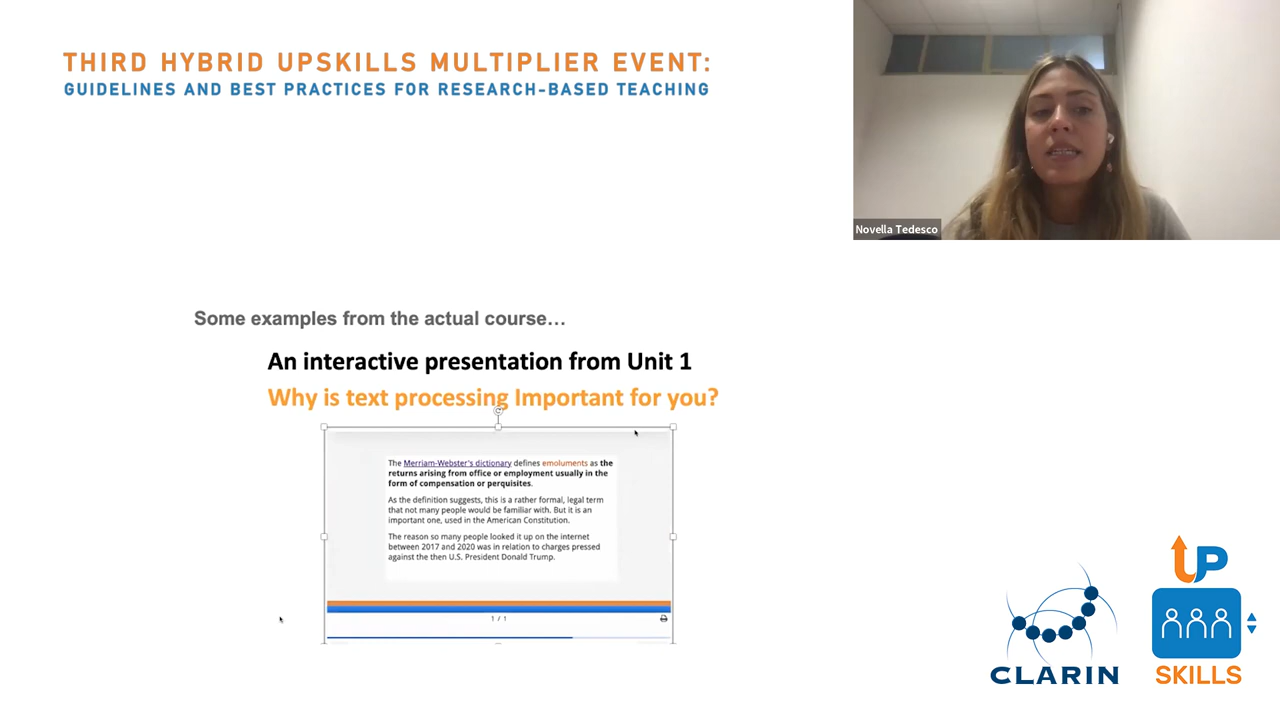 THIRD HYBRID UPSKILLS MULTIPLIER EVENT:
GUIDELINES AND BEST PRACTICES FOR RESEARCH-BASED TEACHING
Novella Tedesco
Some examples from the actual course...
An interactive presentation from Unit 1
Why is text processing Important for you?
The Merriam-Webster's dictionary defines emoluments as the
returns arising from office or employment usually in the
form of compensation or perquisites.
As the definition suggests, this is a rather formal, legal term
that not many people would be familiar with. But it is an
important one, used in the American Constitution.
The reason so many people looked it up on the internet
between 2017 and 2020 was in relation to charges pressed
against the then U.S. President Donald Trump.
1 / 1
CLARIN
UP
SKILLS